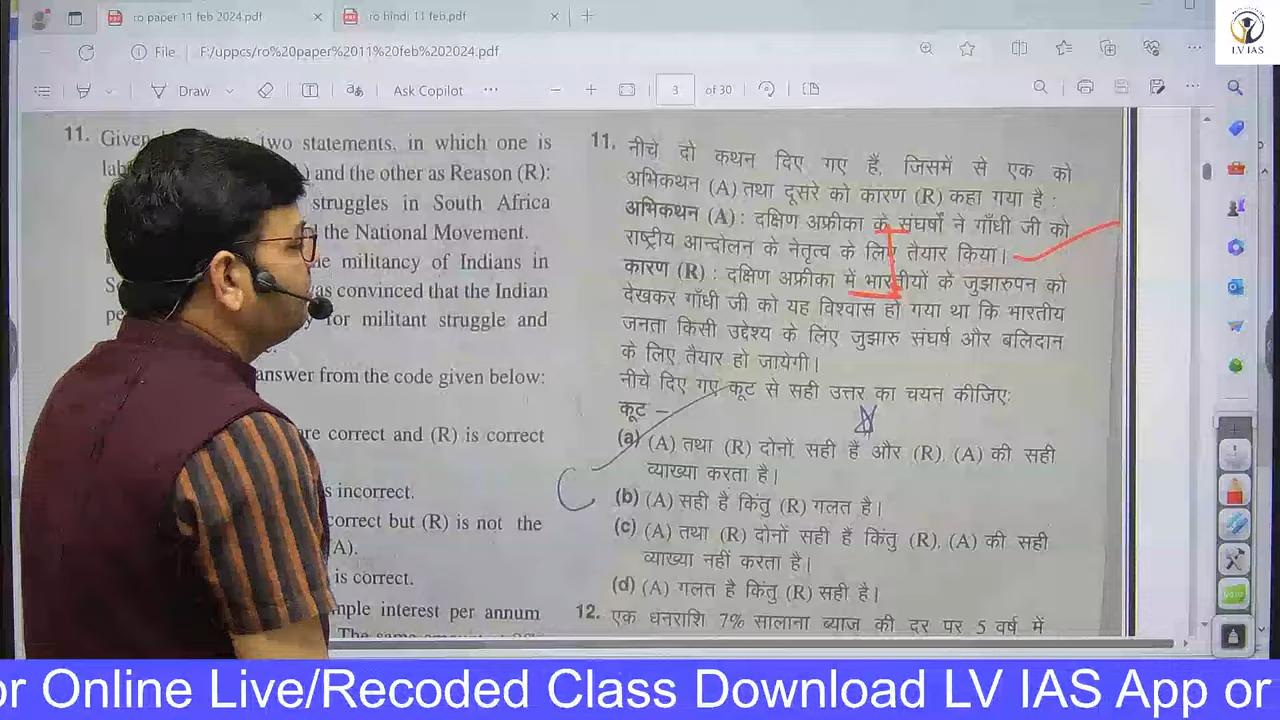 ro paper 11 feb 2024.pdf
ro hindi 11 feb.pdf
File F:/uppcs/ro%20paper%2011%20feb%202024.pdf
Draw
Ask Copilot
3 of 30
LV IAS
11. Given two statements, in which one is
and the other as Reason (R):
struggles in South Africa
the National Movement.
militancy of Indians in
as convinced that the Indian
for militant struggle and
answer from the code given below:
are correct and (R) is correct
is incorrect.
correct but (R) is not the
(A).
is correct.
simple interest per annum
11. नीचे दो कथन दिए गए हैं, जिसमें से एक को
अभिकथन (A) तथा दूसरे को कारण (R) कहा गया है :
अभिकथन (A) : दक्षिण अफ्रीका के संघर्षों ने गाँधी जी को
राष्ट्रीय आन्दोलन के नेतृत्व के लिए तैयार किया।
कारण (R) : दक्षिण अफ्रीका में भारतीयों के जुझारुपन को
देखकर गाँधी जी को यह विश्वास हो गया था कि भारतीय
जनता किसी उद्देश्य के लिए जुझारु संघर्ष और बलिदान
के लिए तैयार हो जायेगी।
नीचे दिए गए कूट से सही उत्तर का चयन कीजिएः
कूट –
(a) (A) तथा (R) दोनों सही हैं और (R), (A) की सही
व्याख्या करता है।
(b) (A) सही है किंतु (R) गलत है।
(c) (A) तथा (R) दोनों सही हैं किंतु (R), (A) की सही
व्याख्या नहीं करता है।
(d) (A) गलत है किंतु (R) सही है।
12. एक धनराशि 7% सालाना ब्याज की दर पर 5 वर्ष में
or Online Live/Recoded Class Download LV IAS App or